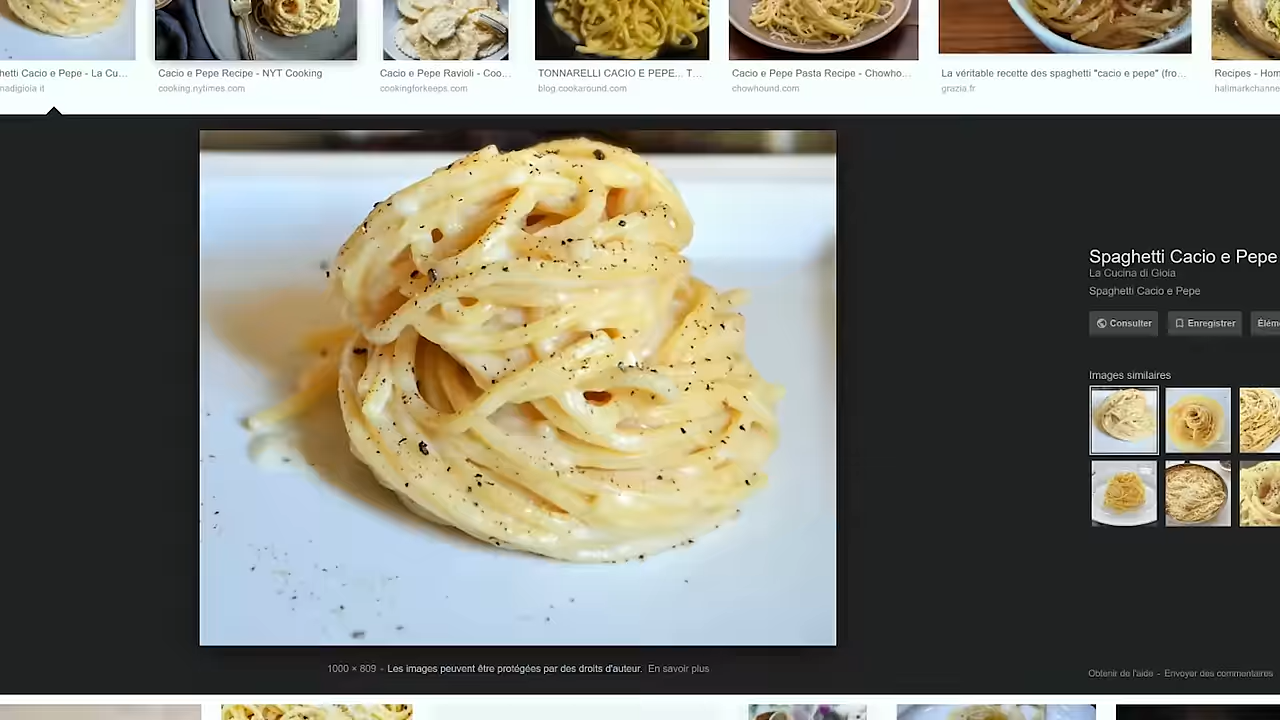 hetti Cacio e Pepe - La Cu...
nadigioia it
Cacio e Pepe Recipe - NYT Cooking
cooking.nytimes.com
Cacio e Pepe Ravioli - Coo...
cookingforkeeps.com
TONNARELLI CACIO E PEPE... T...
blog.cookaround.com
Cacio e Pepe Pasta Recipe - Chowho...
chowhound.com
La véritable recette des spaghetti "cacio e pepe" (fro...
grazia.fr
Recipes - Hom
hallmarkchanne
Spaghetti Cacio e Pepe
La Cucina di Gioia
Spaghetti Cacio e Pepe
Consulter
Enregistrer
Élém
Images similaires
1000 × 809 - Les images peuvent être protégées par des droits d'auteur. En savoir plus
Obtenir de l'aide - Envoyer des commentaires